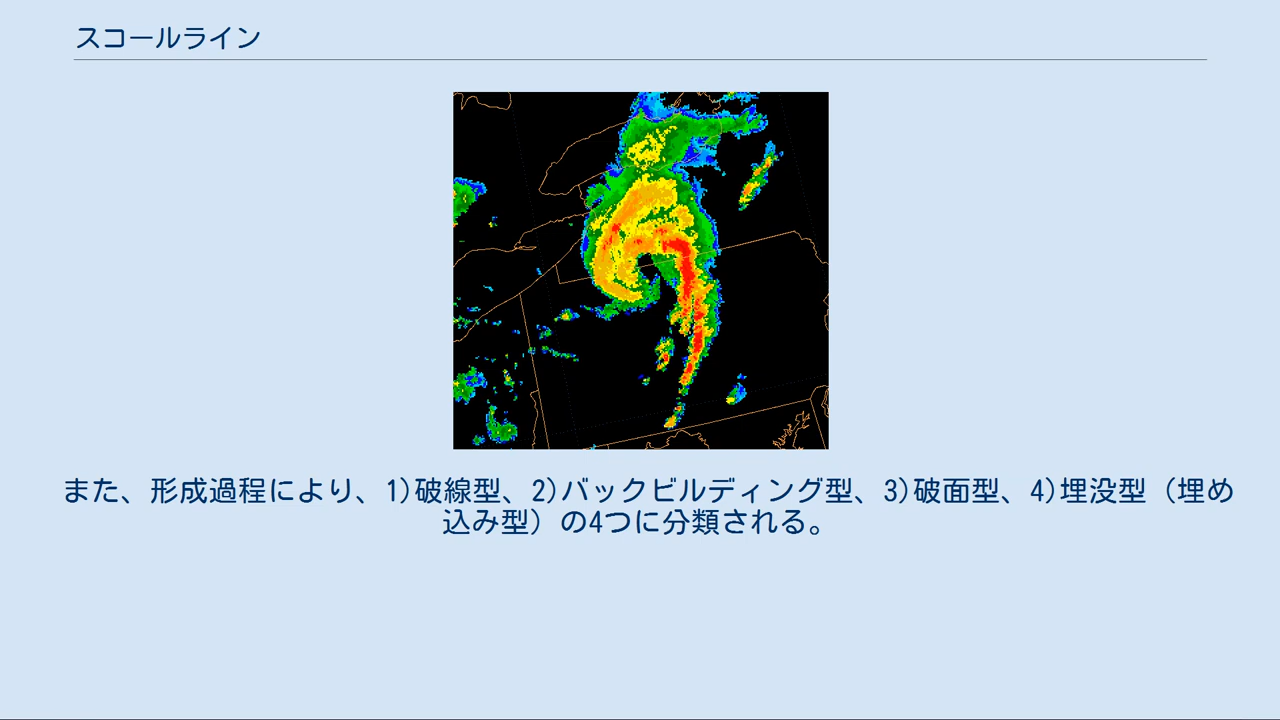 スコールライン
また、形成過程により、1)破線型、2)バックビルディング型、3)破面型、4)埋没型（埋め
込み型）の4つに分類される。